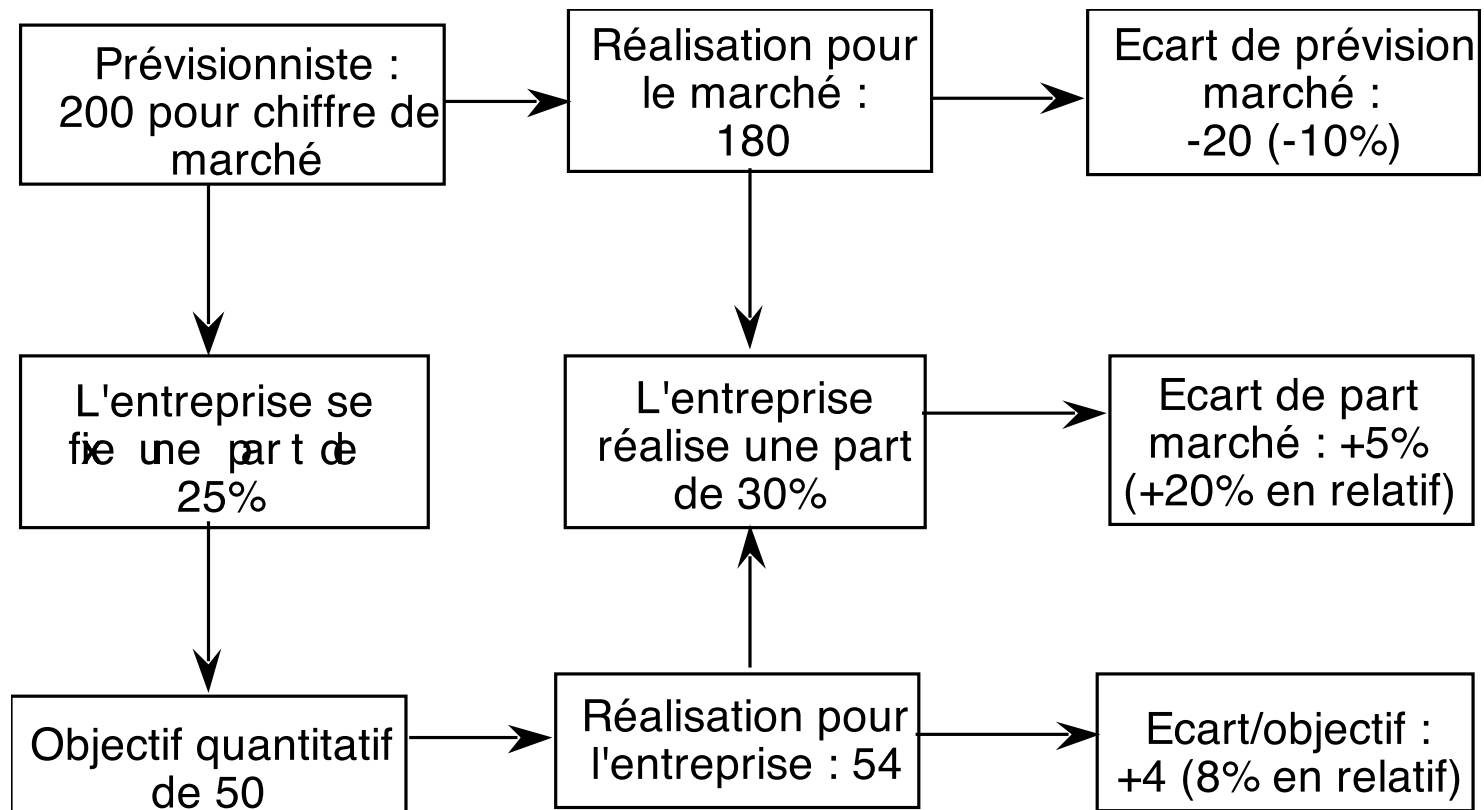 Prévisionniste :
200 pour chiffre de
marché
Réalisation pour
le marché :
180
Ecart de prévision
marché :
-20 (-10%)
L'entreprise se
fixe une part de
25%
L'entreprise
réalise une part
de 30%
Ecart de part
marché : +5%
(+20% en relatif)
Objectif quantitatif
de 50
Réalisation pour
l'entreprise : 54
Ecart/objectif :
+4 (8% en relatif)